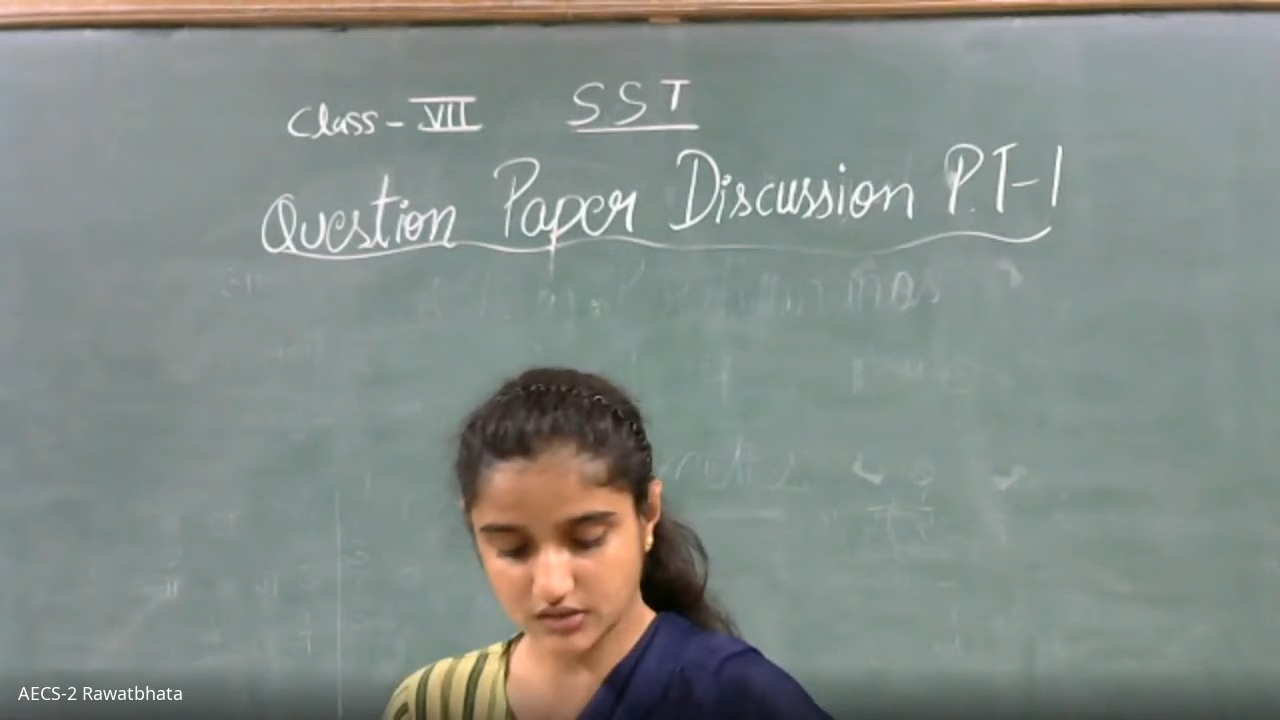 Class - VII SST
Question Paper Discussion P.T-1
AECS-2 Rawatbhata